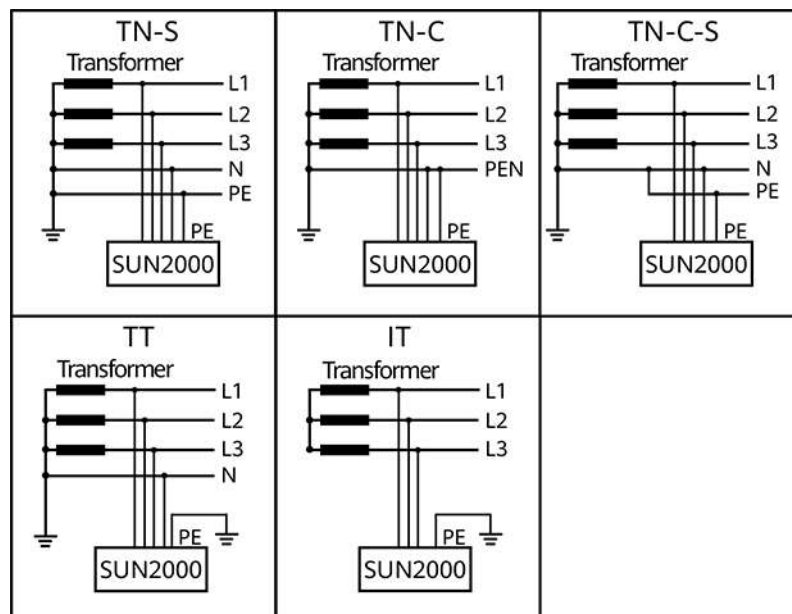 TN-S
Transformer
L1
L2
L3
N
PE
PE
SUN2000
TN-C
Transformer
L1
L2
L3
PEN
PE
SUN2000
TN-C-S
Transformer
L1
L2
L3
N
PE
PE
SUN2000
TT
Transformer
L1
L2
L3
N
PE
SUN2000
IT
Transformer
L1
L2
L3
PE
SUN2000